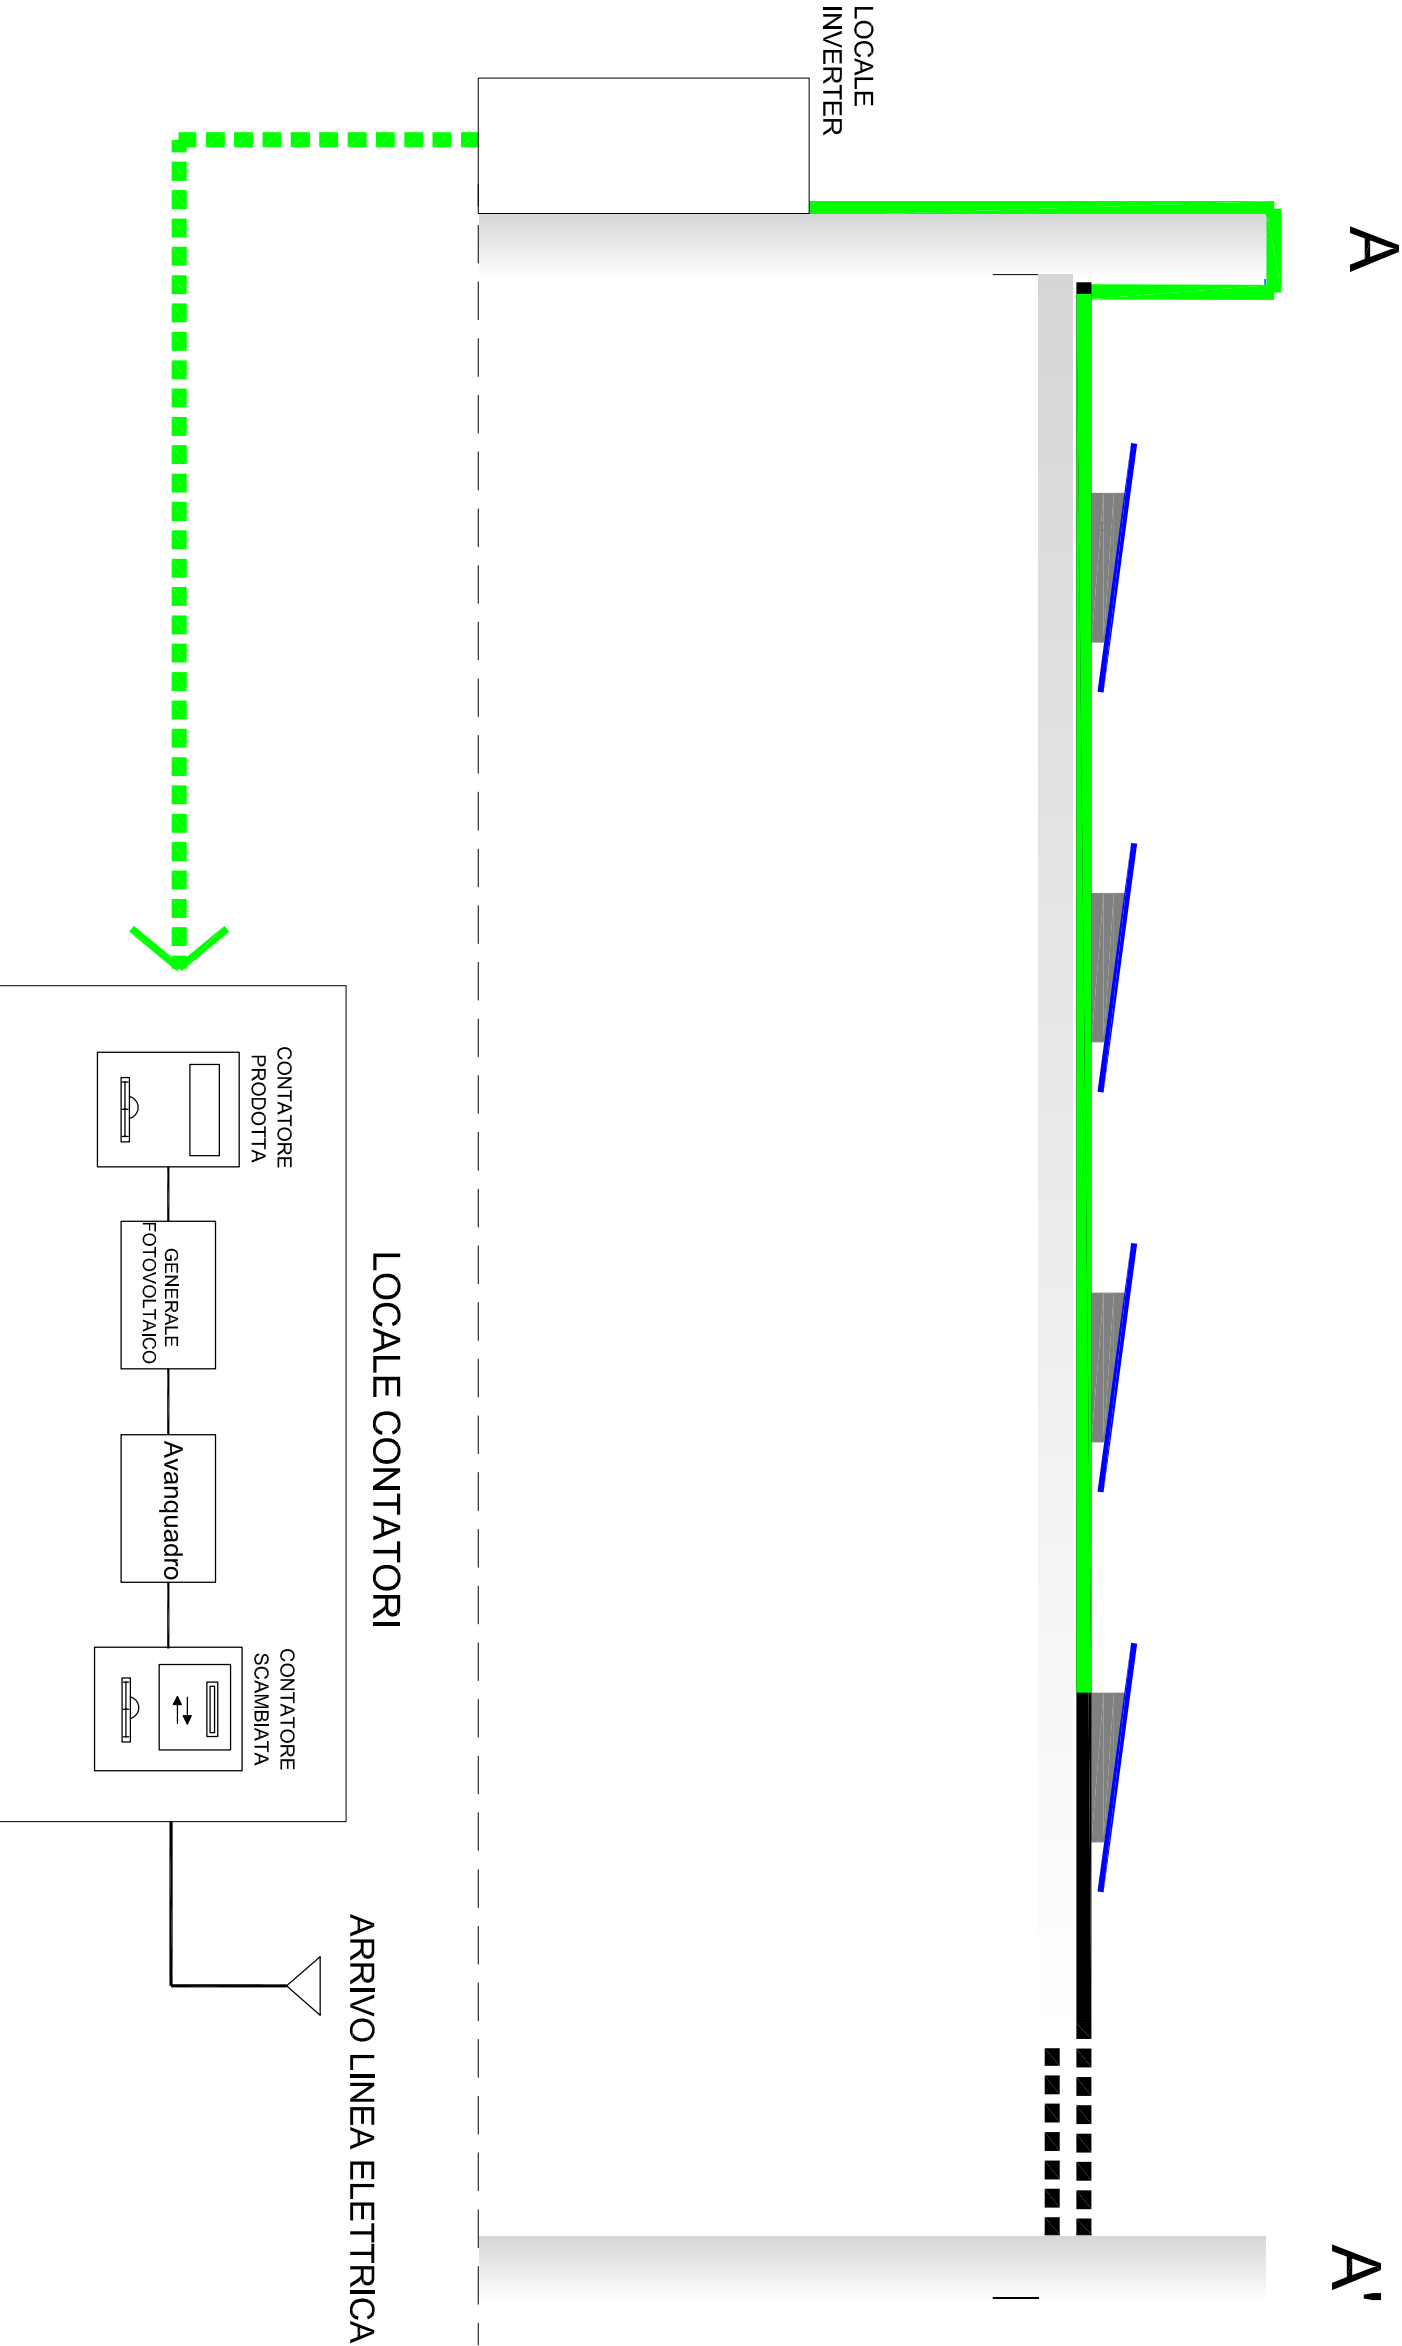 A
A'
LOCALE
INVERTER
LOCALE CONTATORI
ARRIVO LINEA ELETTRICA
CONTATORE
PRODOTTA
GENERALE
FOTOVOLTAICO
Avanquadro
CONTATORE
SCAMBIATA